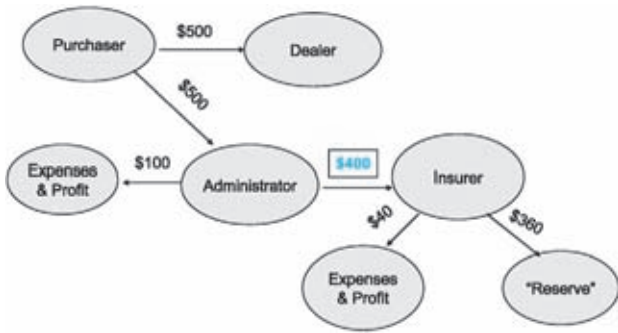 Purchaser
$500
Dealer
$500
Expenses
& Profit
$100
Administrator
$400
Insurer
$40
$360
Expenses
& Profit
"Reserve"